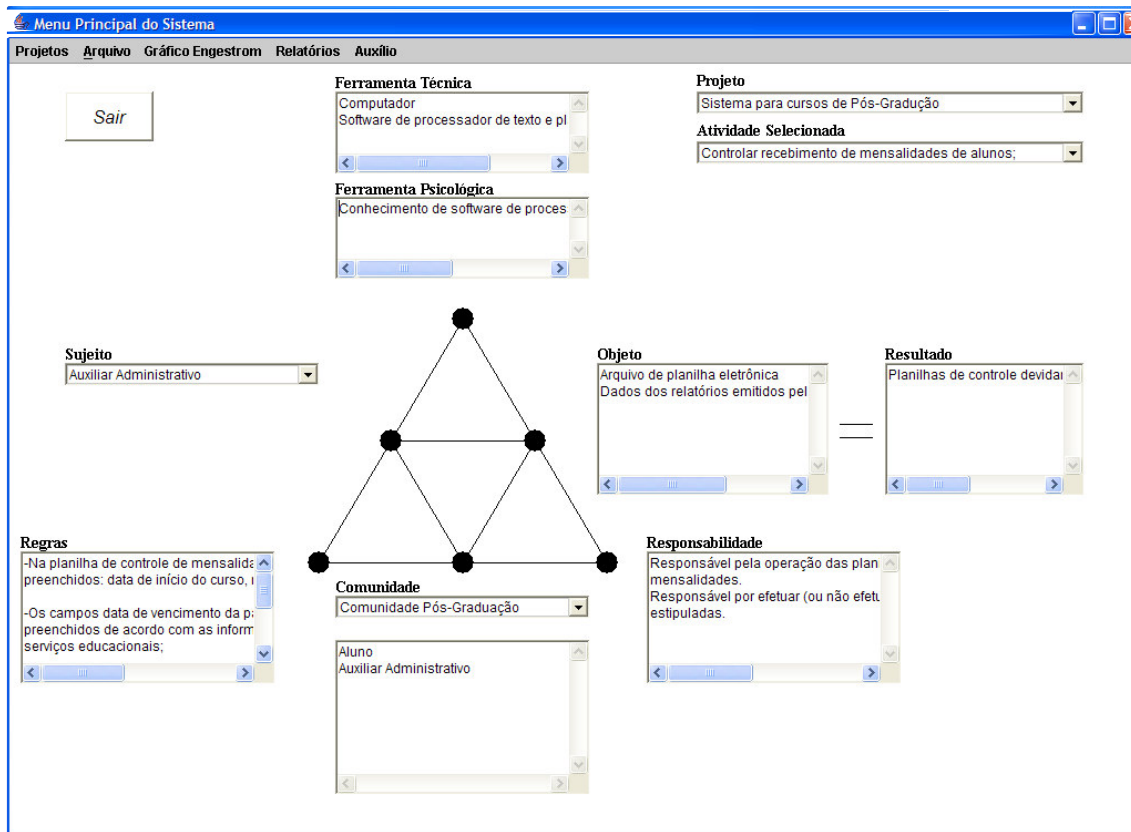 Menu Principal do Sistema
Projetos Arquivo Gráfico Engestrom Relatórios Auxílio
Sair
Ferramenta Técnica
Computador
Software de processador de texto e pl
Projeto
Sistema para cursos de Pós-Gradução
Atividade Selecionada
Controlar recebimento de mensalidades de alunos;
Ferramenta Psicológica
Conhecimento de software de proces
Sujeito
Auxiliar Administrativo
Objeto
Arquivo de planilha eletrônica
Dados dos relatórios emitidos pel
Resultado
Planilhas de controle devidar
Regras
-Na planilha de controle de mensalida
preenchidos: data de início do curso,
-Os campos data de vencimento da pa
preenchidos de acordo com as inform
serviços educacionais;
Comunidade
Comunidade Pós-Graduação
Aluno
Auxiliar Administrativo
Responsabilidade
Responsável pela operação das plan
mensalidades.
Responsável por efetuar (ou não efetu
estipuladas.